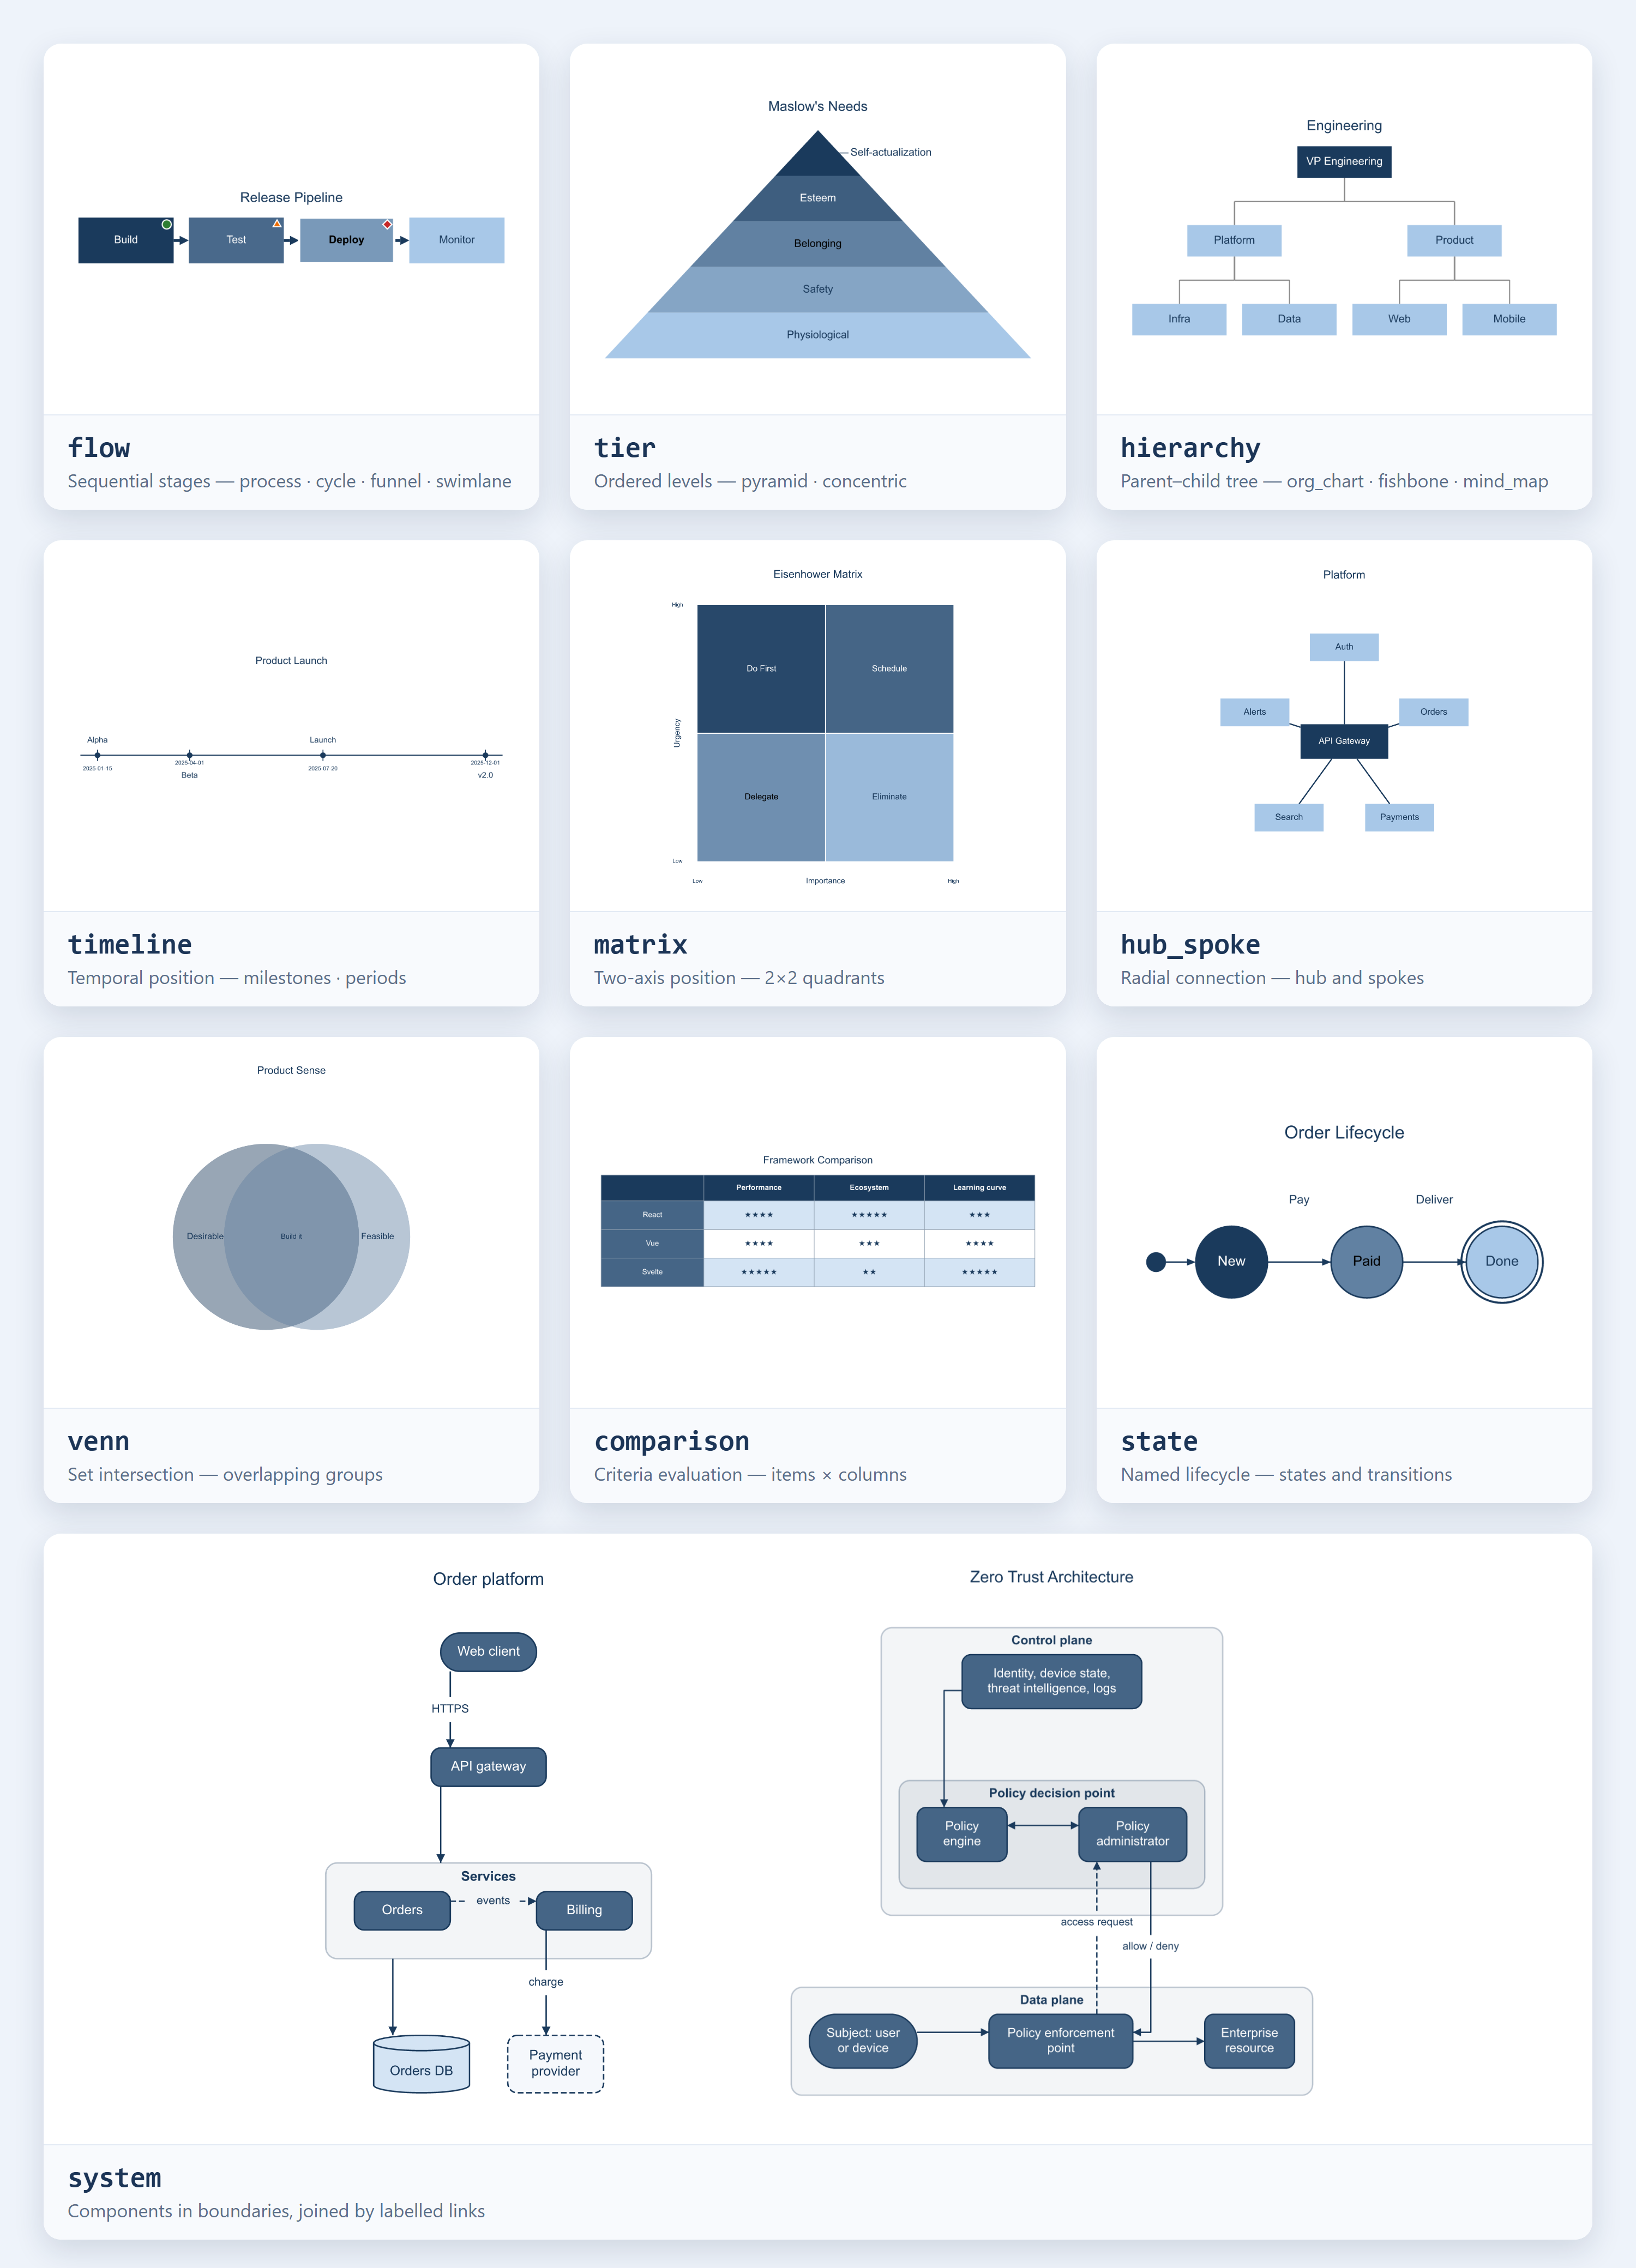 Release Pipeline
Build
Test
Deploy
Monitor
flow
Sequential stages — process · cycle · funnel · swimlane
Maslow's Needs
Self-actualization
Esteem
Belonging
Safety
Physiological
tier
Ordered levels — pyramid · concentric
Engineering
VP Engineering
Platform
Product
Infra
Data
Web
Mobile
hierarchy
Parent–child tree — org_chart · fishbone · mind_map
Product Launch
Alpha
2025-01-15
2025-04-01
Beta
Launch
2025-07-20
2025-12-01
v2.0
timeline
Temporal position — milestones · periods
Eisenhower Matrix
High
Urgency
Low
Do First
Schedule
Delegate
Eliminate
Low
Importance
High
matrix
Two-axis position — 2×2 quadrants
Platform
Auth
Alerts
Orders
API Gateway
Search
Payments
hub_spoke
Radial connection — hub and spokes
Product Sense
Desirable
Build it
Feasible
venn
Set intersection — overlapping groups
Framework Comparison
Performance Ecosystem Learning curve
React ★★★★ ★★★★★ ★★★
Vue ★★★★ ★★★ ★★★★
Svelte ★★★★★ ★★ ★★★★★
comparison
Criteria evaluation — items × columns
Order Lifecycle
Pay
Deliver
New
Paid
Done
state
Named lifecycle — states and transitions
Order platform
Web client
HTTPS
API gateway
Services
Orders
events
Billing
charge
Orders DB
Payment
provider
Zero Trust Architecture
Control plane
Identity, device state,
threat intelligence, logs
Policy decision point
Policy
engine
Policy
administrator
access request
allow / deny
Data plane
Subject: user
or device
Policy enforcement
point
Enterprise
resource
system
Components in boundaries, joined by labelled links